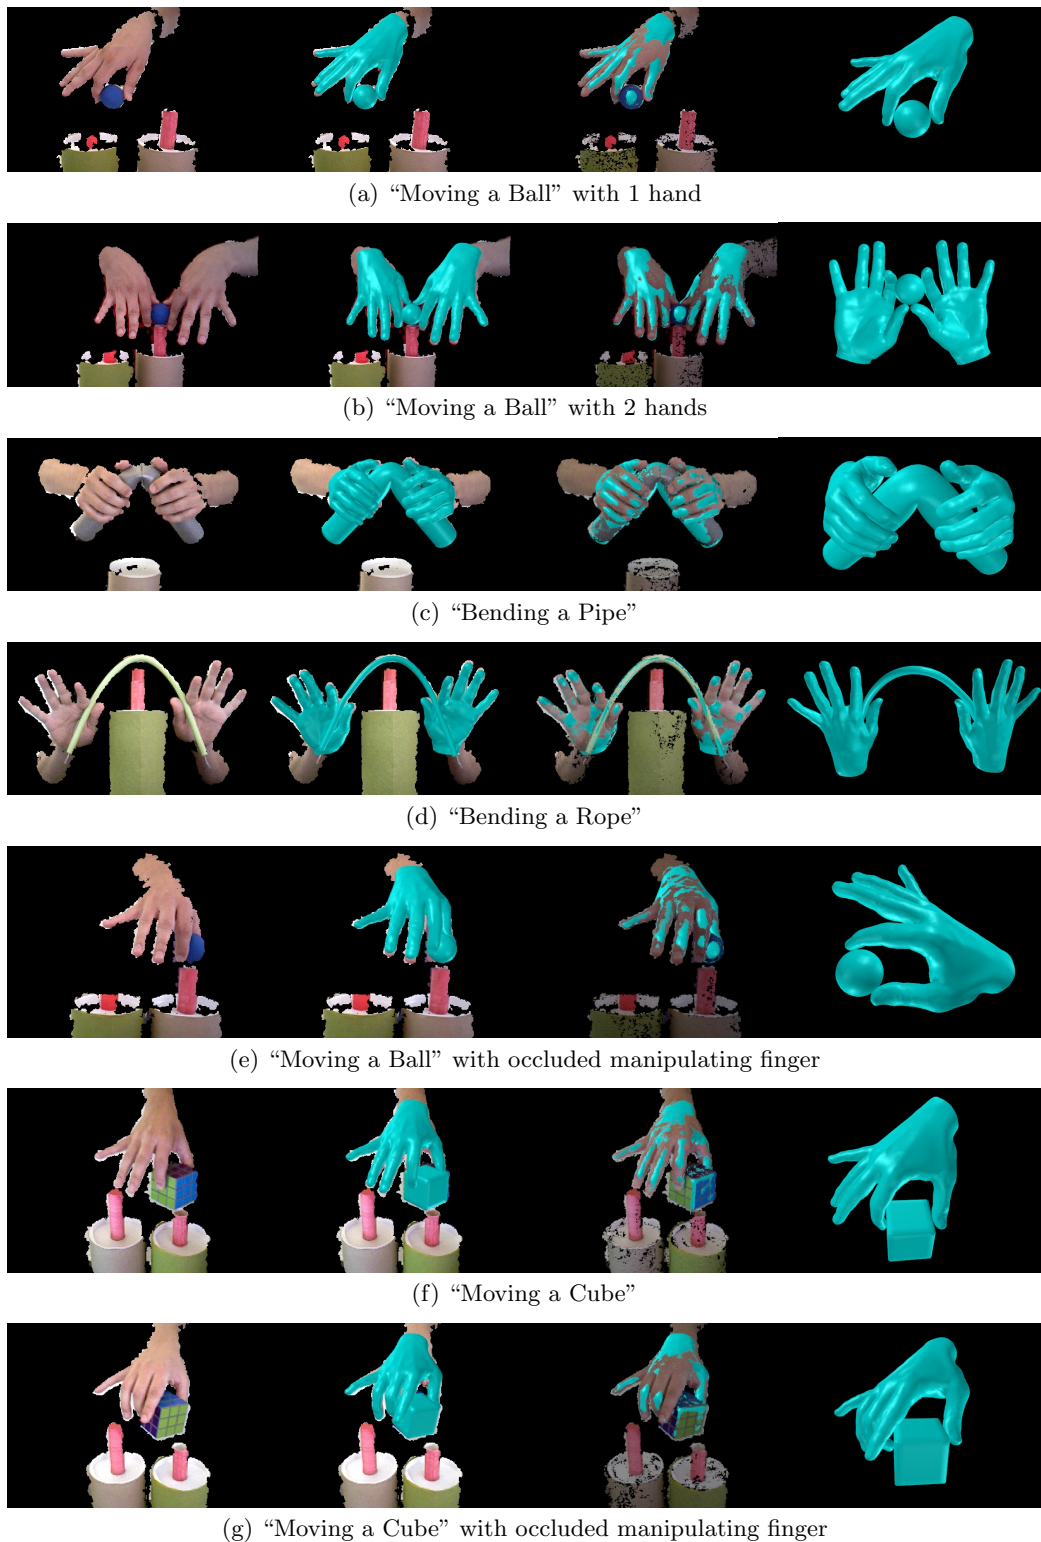 (a) “Moving a Ball” with 1 hand
(b) “Moving a Ball” with 2 hands
(c) “Bending a Pipe”
(d) “Bending a Rope”
(e) “Moving a Ball” with occluded manipulating finger
(f) “Moving a Cube”
(g) “Moving a Cube” with occluded manipulating finger